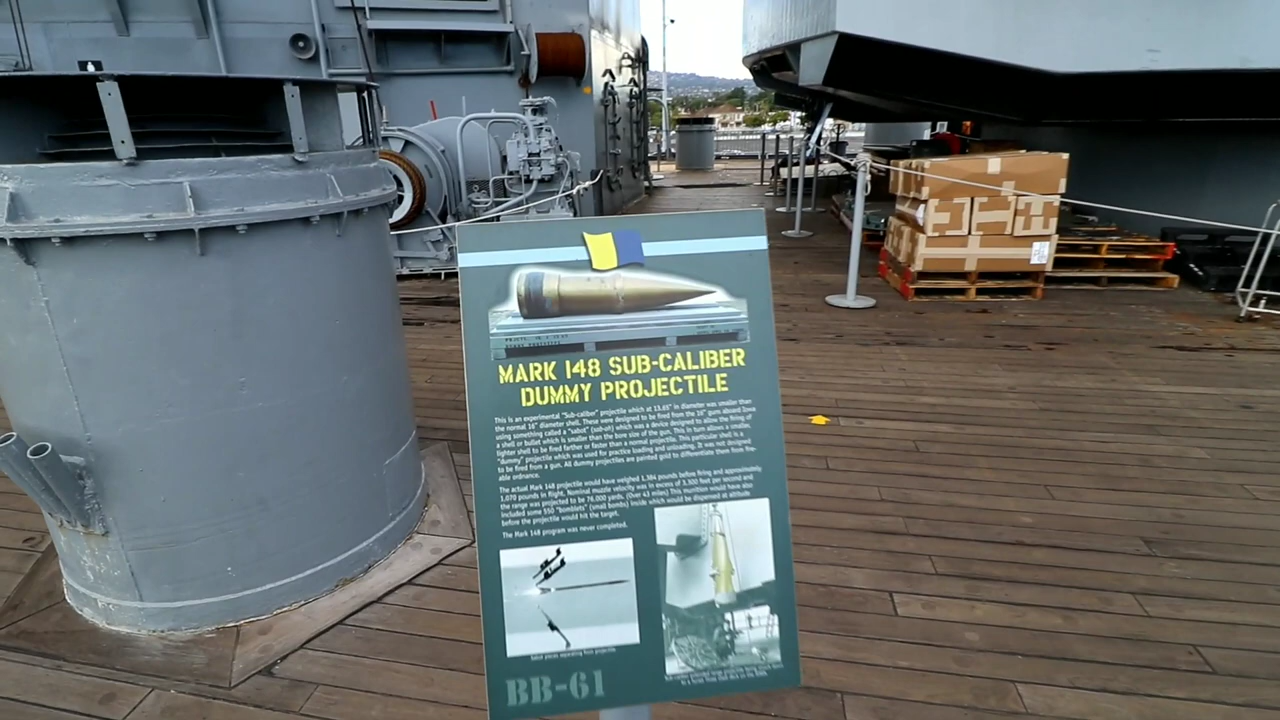 MARK 148 SUB-CALIBER
DUMMY PROJECTILE
This is an experimental "Sub-caliber" projectile which at 13.65" in diameter was smaller than
the normal 16" diameter shell. These were designed to be fired from the 16" guns aboard Iowa
using something called a "sabot" (sab-oh) which was a device designed to allow the firing of
a shell or bullet which is smaller than the bore size of the gun. This in turn allows a smaller,
lighter shell to be fired farther or faster than a normal projectile. This particular shell is a
"dummy" projectile which was used for practice loading and unloading. It was not designed
to be fired from a gun. All dummy projectiles are painted gold to differentiate them from fire-
able ordnance.
The actual Mark 148 projectile would have weighed 1,384 pounds before firing and approximately
1,070 pounds in flight. Nominal muzzle velocity was in excess of 3,300 feet per second and
the range was projected to be 76,000 yards. (Over 43 miles) This munition would have also
included some 550 "bomblets" (small bombs) inside which would be dispersed at altitude
before the projectile would hit the target.
The Mark 148 program was never completed.
Sabot pieces separating from projectile.
BB-61